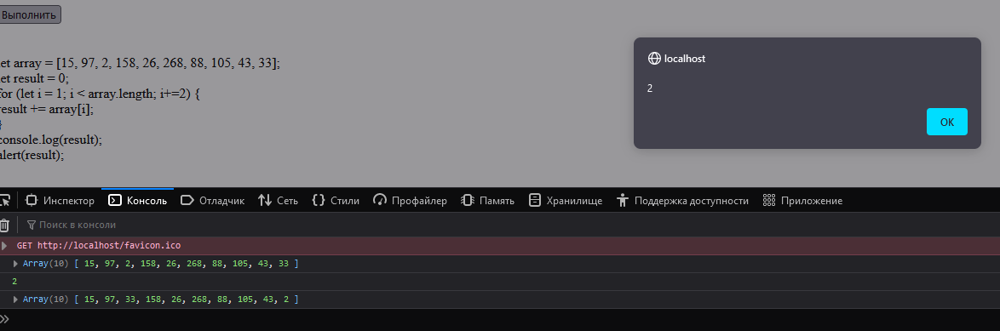 Выполнить
let array = [15, 97, 2, 158, 26, 268, 88, 105, 43, 33];
let result = 0;
for (let i = 1; i < array.length; i+=2) {
result += array[i];
}
console.log(result);
alert(result);
localhost
2
OK
Инспектор Консоль Отладчик Сеть Стили Профайлер Память Хранилище Поддержка доступности Приложение
Поиск в консоли
GET http://localhost/favicon.ico
Array(10) [ 15, 97, 2, 158, 26, 268, 88, 105, 43, 33 ]
2
Array(10) [ 15, 97, 33, 158, 26, 268, 88, 105, 43, 2 ]